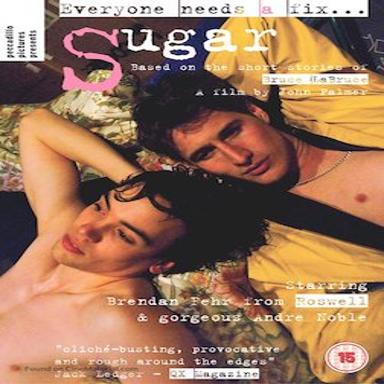 Everyone needs a fix...
peccadillo
pictures
presents
Sugar
Based on the short stories of
Bruce LaBruce
A film by John Palmer
Starring
Brendan Fehr from Roswell
& gorgeous Andre Noble
15
"cliché-busting, provocative
and rough around the edges"
Jack Ledger - QX Magazine